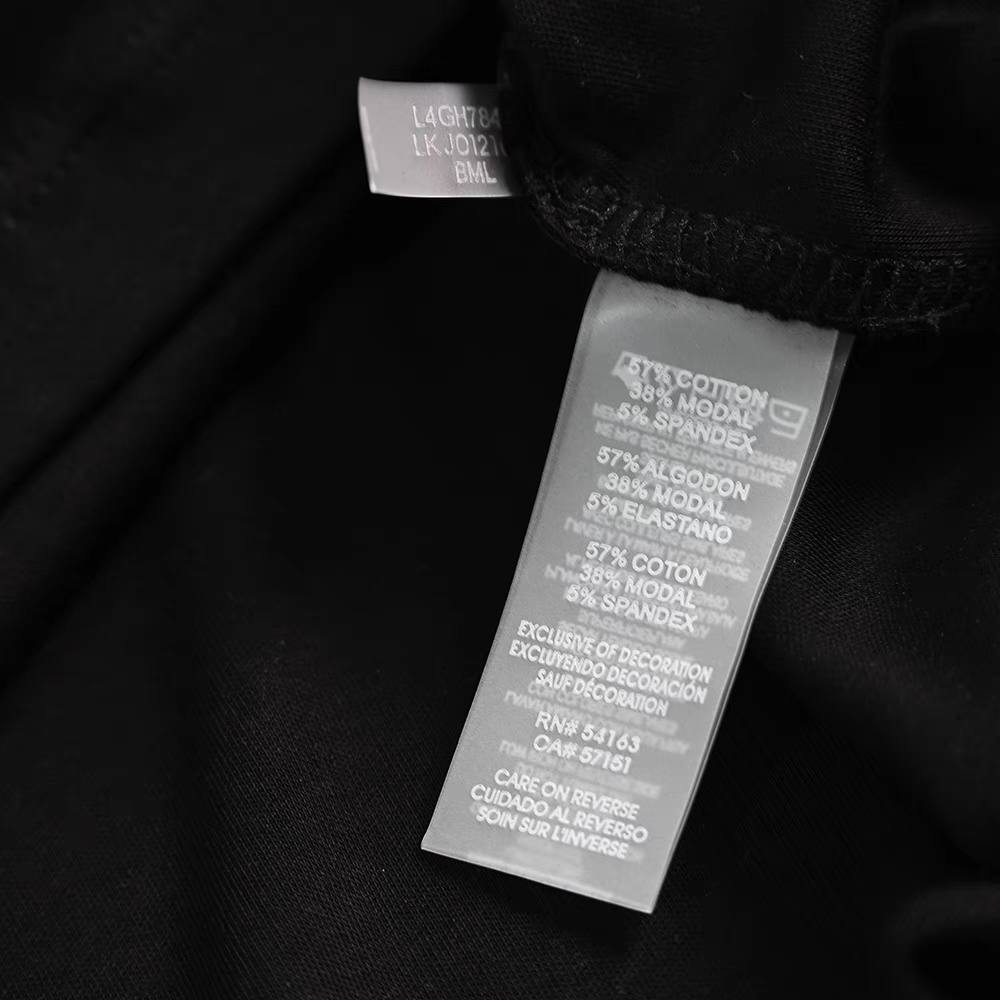 L4GH784
LKJ0121
BML
57% COTTON
38% MODAL
5% SPANDEX
57% ALGODON
38% MODAL
5% ELASTANO
57% COTON
38% MODAL
5% SPANDEX
EXCLUSIVE OF DECORATION
EXCLUYENDO DECORACIÓN
SAUF DÉCORATION
RN# 54163
CA# 57151
CARE ON REVERSE
CUIDADO AL REVERSO
SOIN SUR L'INVERSE